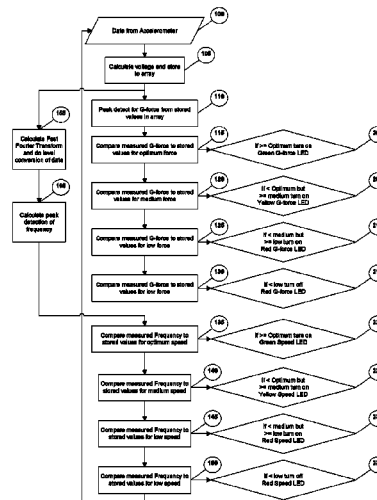 100
Data from Accelerometer
105
Calculate voltage and store
in array
110
Peak detect for G-force from stored
values in array
155
Calculate Fast
Fourier Transform
and do level
conversion of data
115
Compare measured G-force to stored
values for optimum force
If >= Optimum turn on
Green G-force LED
160
Calculate peak
detection of
frequency
120
Compare measured G-force to stored
values for medium force
If < Optimum but
>= medium turn on
Yellow G-force LED
125
Compare measured G-force to stored
values for low force
If < medium but
>= low turn on
Red G-force LED
130
Compare measured G-force to stored
values for low force
If < low turn off
Red G-force LED
135
Compare measured Frequency to
stored values for optimum speed
If >= Optimum turn on
Green Speed LED
140
Compare measured Frequency to
stored values for medium speed
If < Optimum but
>= medium turn on
Yellow Speed LED
145
Compare measured Frequency to
stored values for low speed
If < medium but
>= low turn on
Red Speed LED
150
Compare measured Frequency to
stored values for low speed
If < low turn off
Red Speed LED